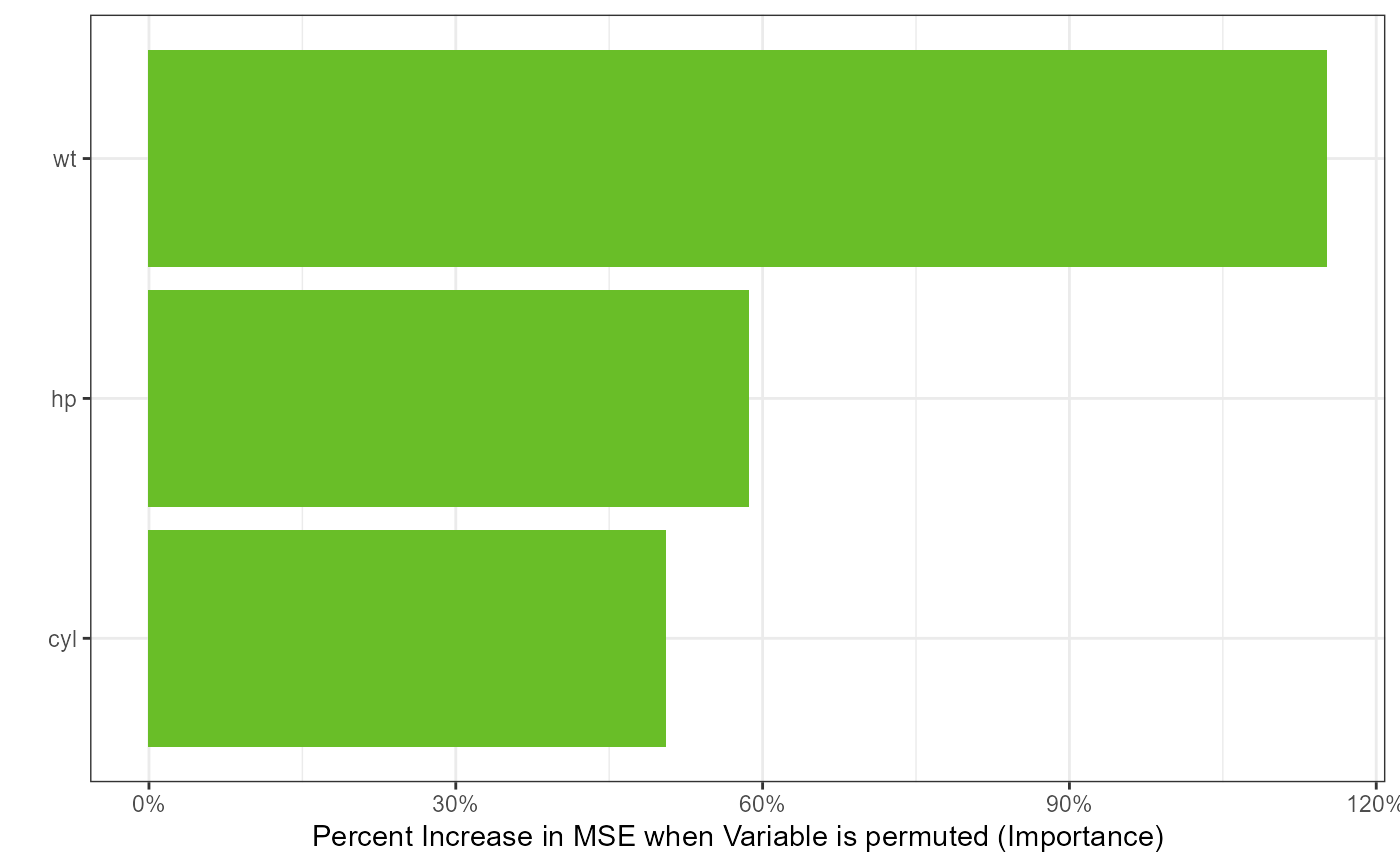 wt
hp
cyl
0% 30% 60% 90% 120%
Percent Increase in MSE when Variable is permuted (Importance)